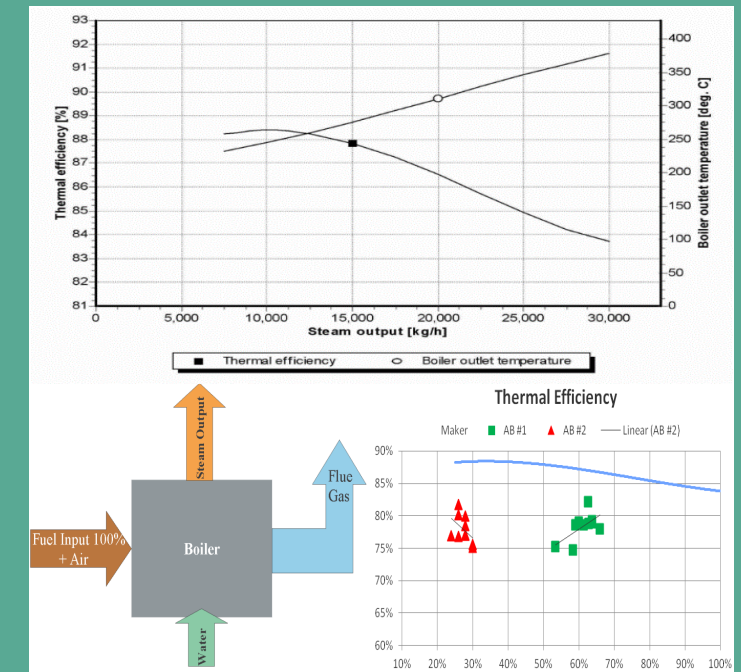 93
92
91
90
89
88
87
86
85
84
83
82
81
Thermal efficiency [%]
400
350
300
250
200
150
100
50
0
Boiler outlet temperature [deg. C]
0 5,000 10,000 15,000 20,000 25,000 30,000
Steam output [kg/h]
Thermal efficiency Boiler outlet temperature
Steam Output
Flue
Gas
Fuel Input 100%
+ Air
Boiler
Water
Thermal Efficiency
Maker AB #1 AB #2 Linear (AB #2)
90%
85%
80%
75%
70%
65%
60%
10% 20% 30% 40% 50% 60% 70% 80% 90% 100%